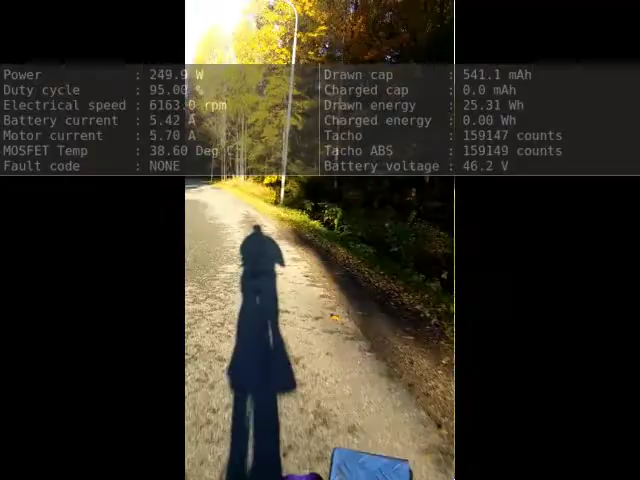 Power : 249.9 W
Duty cycle : 95.00 %
Electrical speed : 6163.0 rpm
Battery current : 5.42 A
Motor current : 5.70 A
MOSFET Temp : 38.60 Deg C
Fault code : NONE
Drawn cap : 541.1 mAh
Charged cap : 0.0 mAh
Drawn energy : 25.31 Wh
Charged energy : 0.00 Wh
Tacho : 159147 counts
Tacho ABS : 159149 counts
Battery voltage : 46.2 V